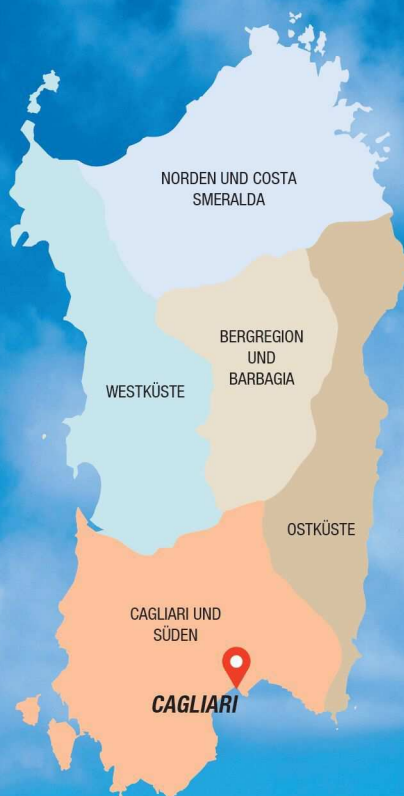 NORDEN UND COSTA
SMERALDA
BERGREGION
UND
BARBAGIA
WESTKÜSTE
OSTKÜSTE
CAGLIARI UND
SÜDEN
CAGLIARI